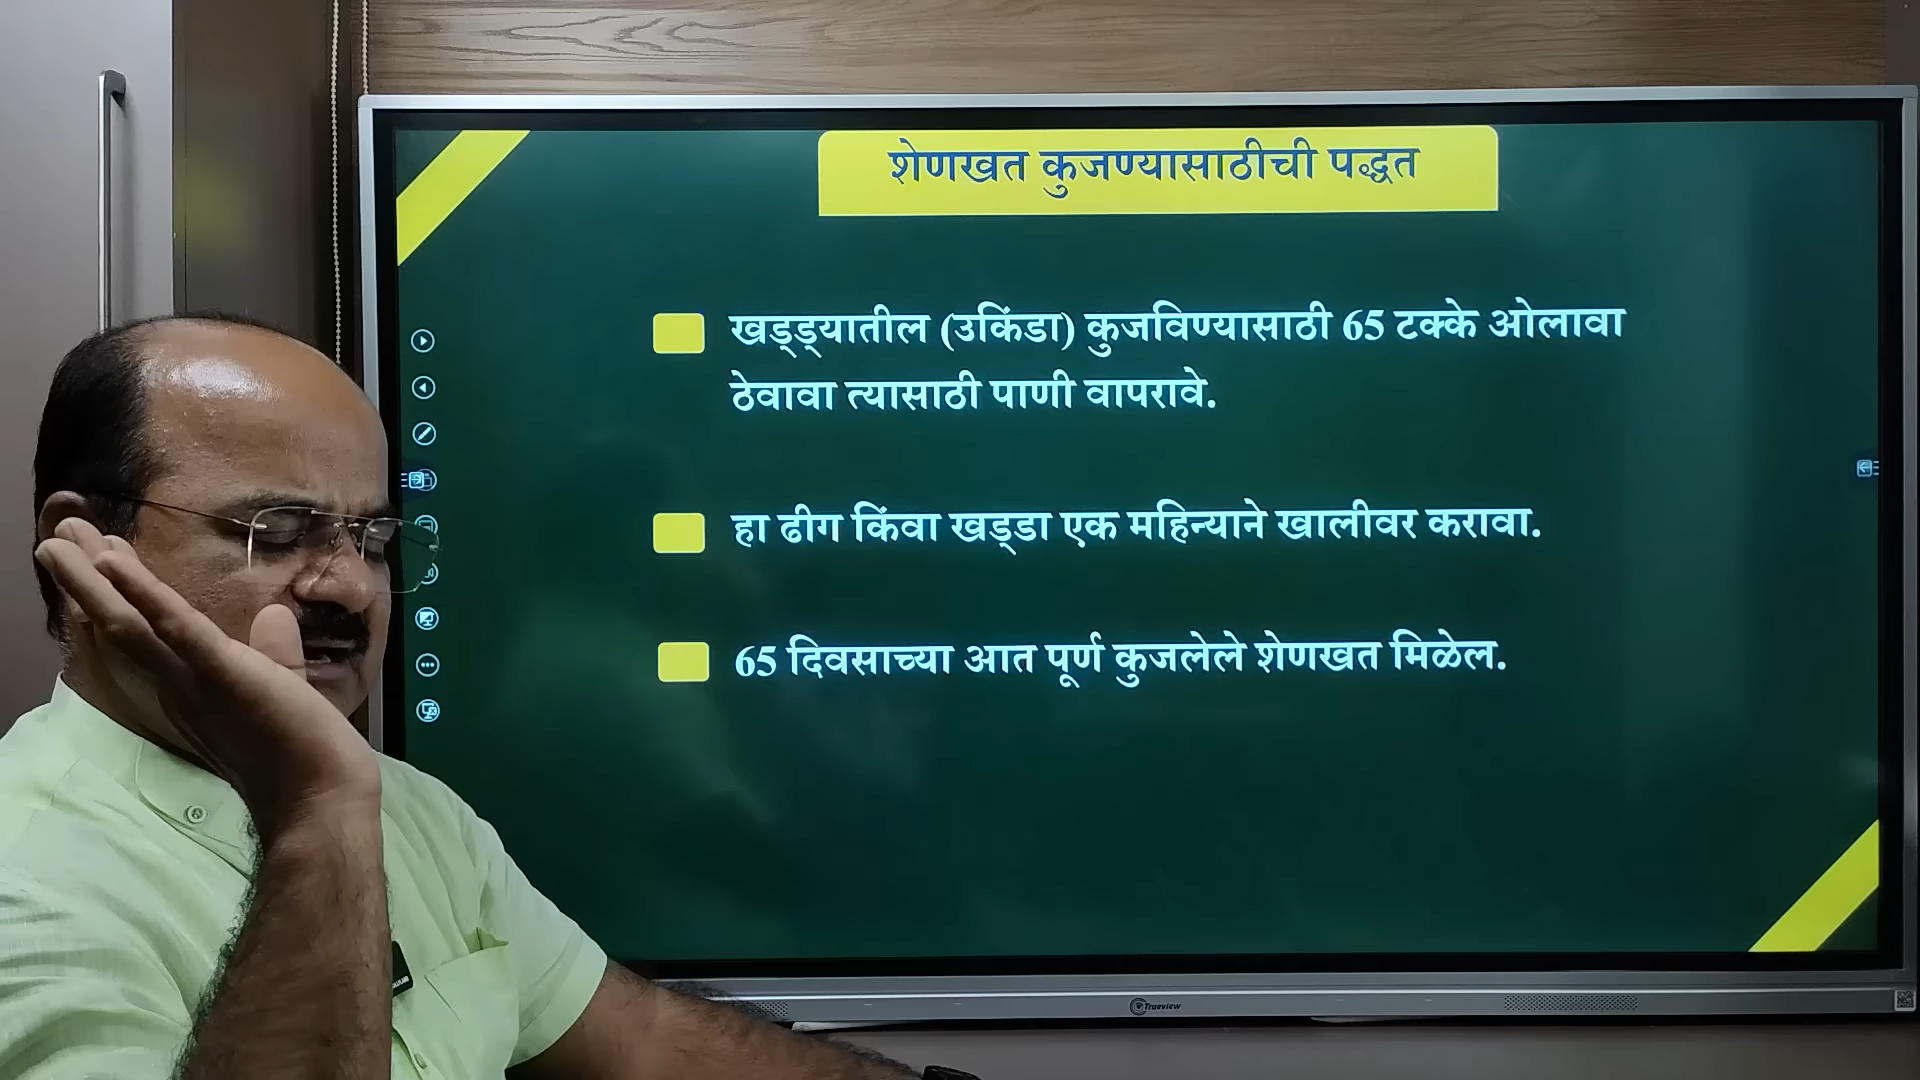 शेणखत कुजण्यासाठीची पद्धत
खड्ड्यातील (उकिंडा) कुजविण्यासाठी 65 टक्के ओलावा
ठेवावा त्यासाठी पाणी वापरावे.
हा ढीग किंवा खड्डा एक महिन्याने खालीवर करावा.
65 दिवसाच्या आत पूर्ण कुजलेले शेणखत मिळेल.
Trueview